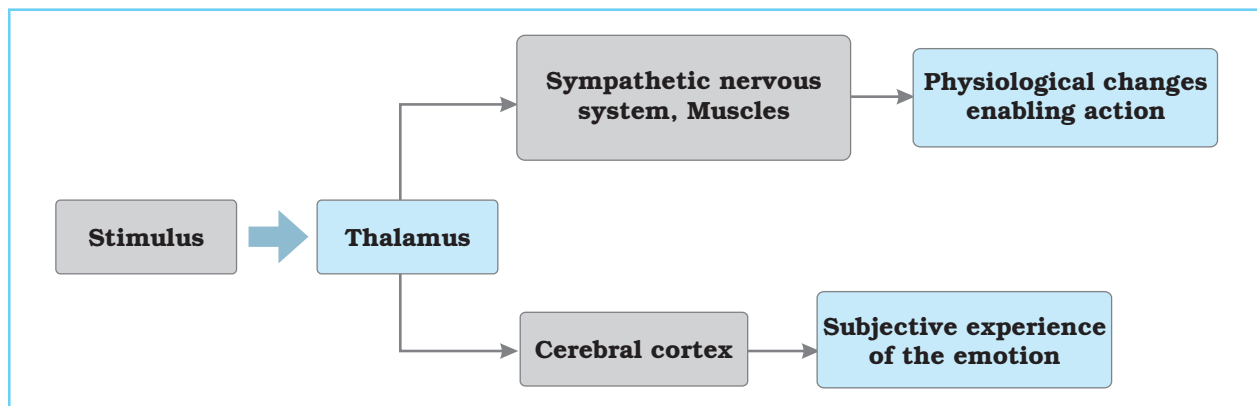 Sympathetic nervous
system, Muscles
Physiological changes
enabling action
Stimulus
Thalamus
Cerebral cortex
Subjective experience
of the emotion